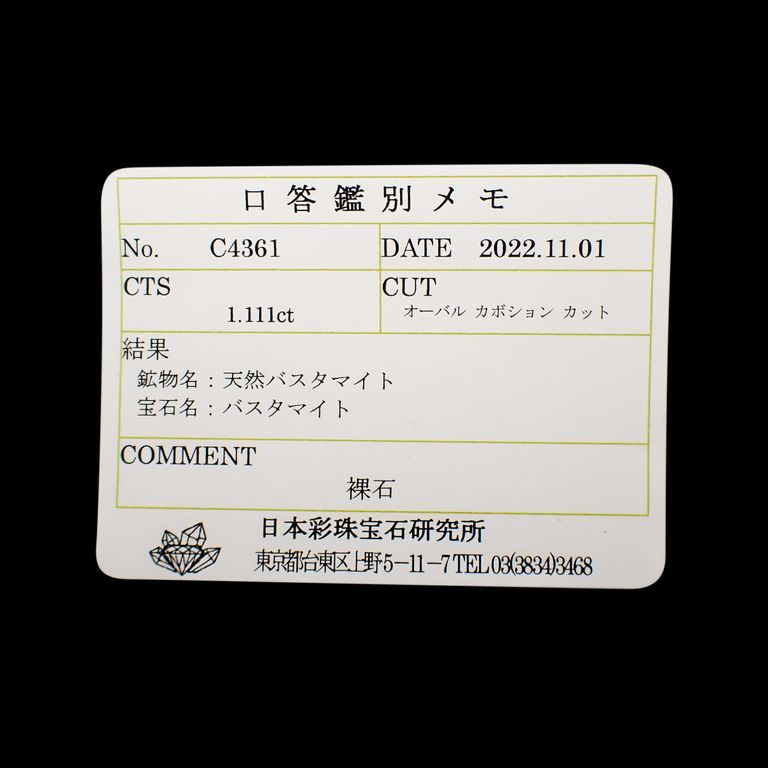 口答鑑別メモ
No. C4361 DATE 2022.11.01
CTS CUT
1.111ct オーバル カボション カット
結果
鉱物名：天然バスタマイト
宝石名：バスタマイト
COMMENT
裸石
日本彩珠宝石研究所
東京都台東区上野5－11－7 TEL 03(3834)3468